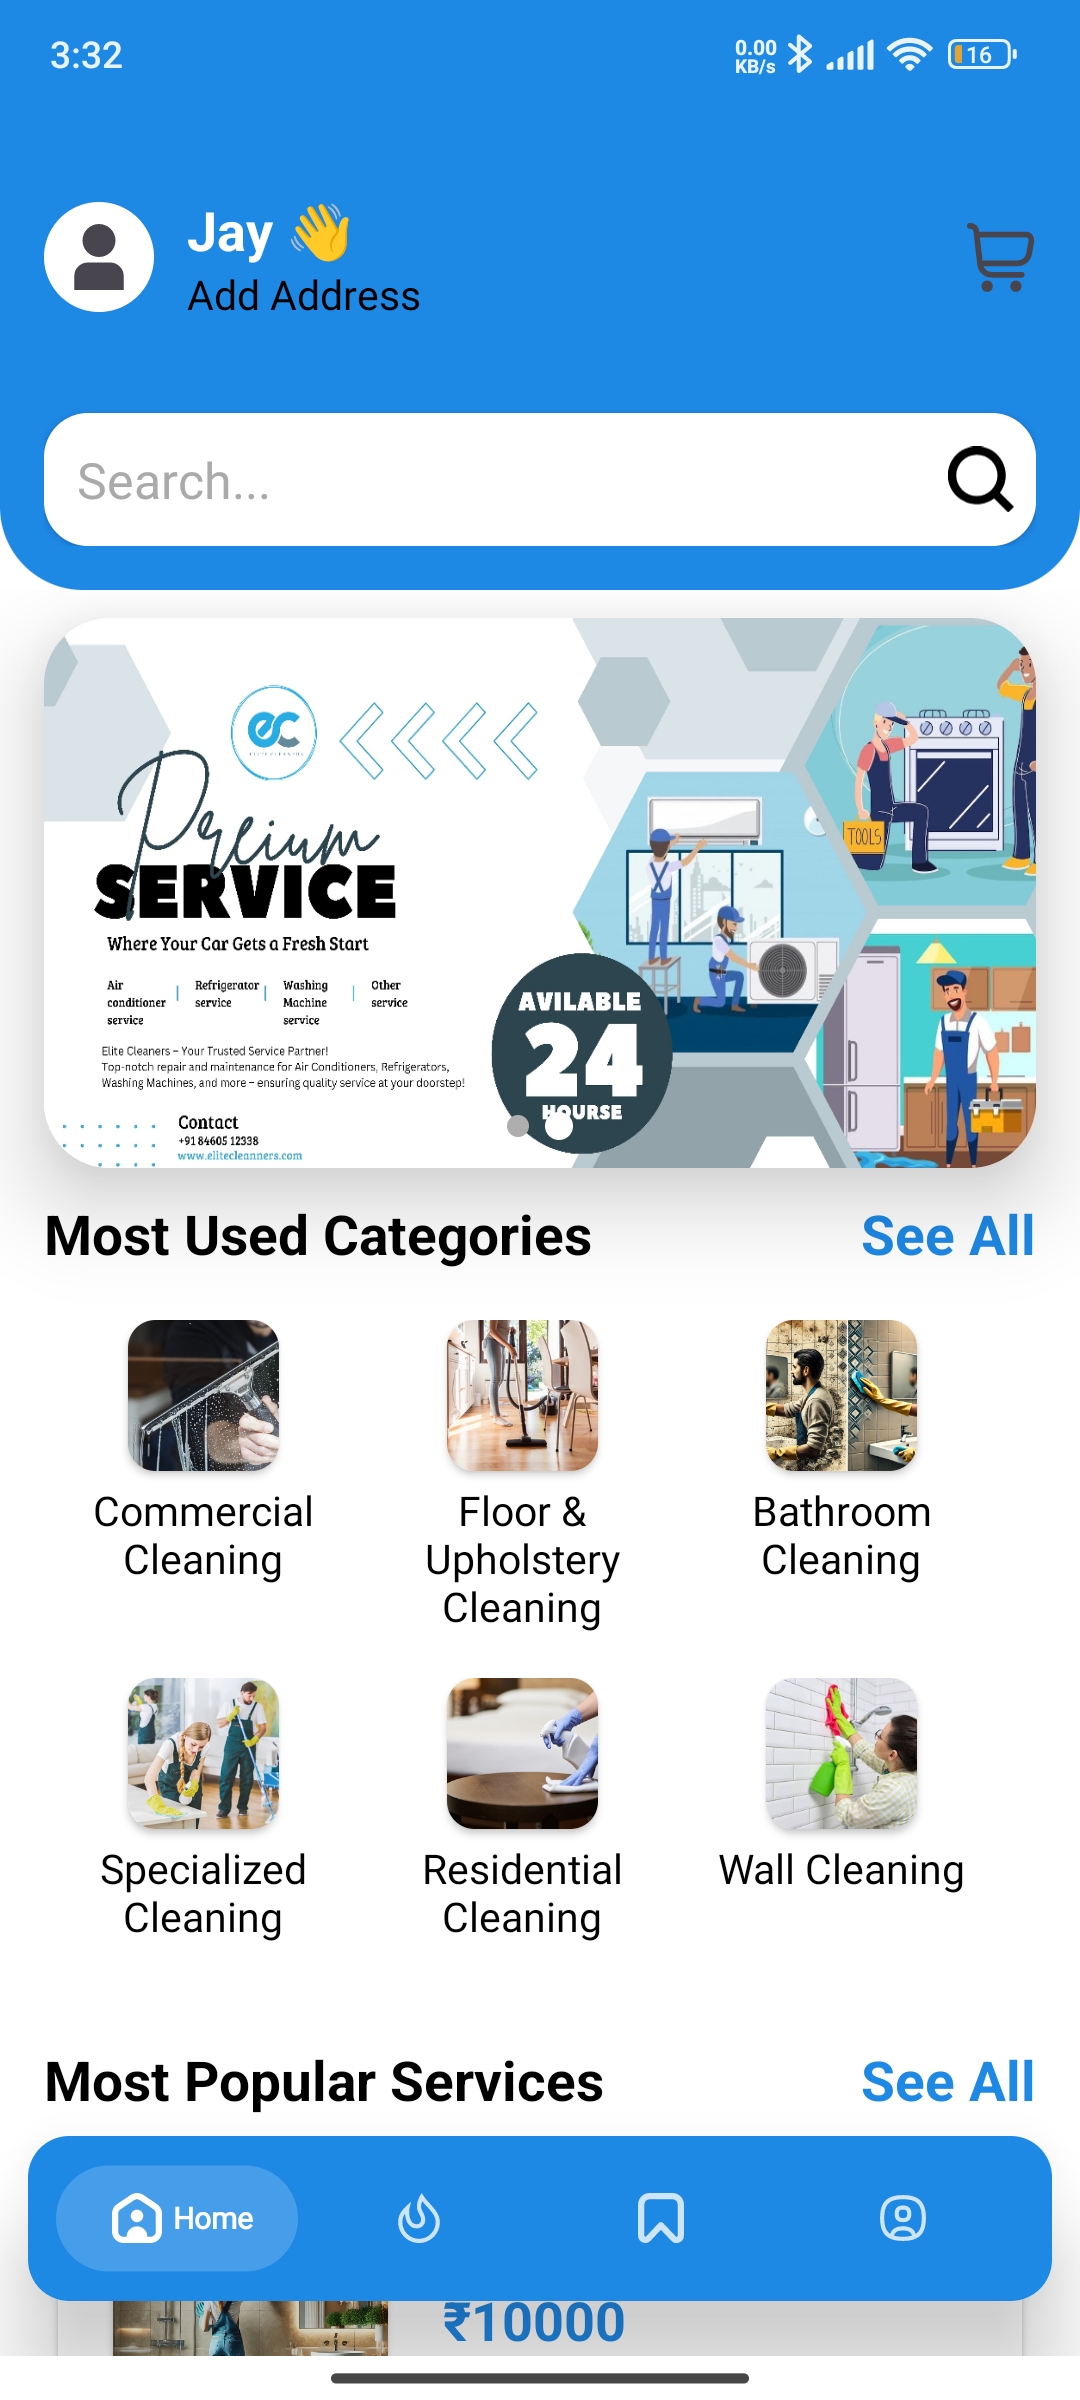 3:32
0.00
KB/s
16
Jay 👋
Add Address
Search...
ec
Preium
SERVICE
Where Your Car Gets a Fresh Start
Air conditioner service
Refrigerator service
Washing Machine service
Other service
Elite Cleaners – Your Trusted Service Partner!
Top-notch repair and maintenance for Air Conditioners, Refrigerators,
Washing Machines, and more – ensuring quality service at your doorstep!
Contact
+91 84605 12338
www.elitecleanners.com
AVILABLE
24
HOURSE
TOOLS
Most Used Categories
See All
Commercial
Cleaning
Floor &
Upholstery
Cleaning
Bathroom
Cleaning
Specialized
Cleaning
Residential
Cleaning
Wall Cleaning
Most Popular Services
See All
Home
₹10000